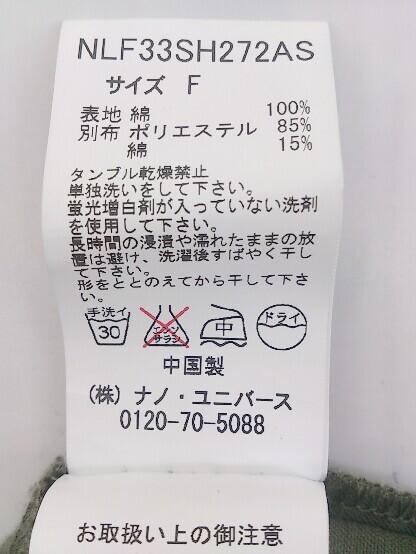 NLF33SH272AS
サイズ F
表地 綿 100%
別布 ポリエステル 85%
綿 15%
タンブル乾燥禁止
単独洗いをして下さい。
蛍光増白剤が入っていない洗剤
を使用して下さい。
長時間の浸漬や濡れたままの放
置は避け、洗濯後すばやく干し
て下さい。
形をととのえてから干して下さ
い。
手洗イ 30 エンソ サラシ 中 ドライ
中国製
(株) ナノ・ユニバース
0120-70-5088
お取扱い上の御注意